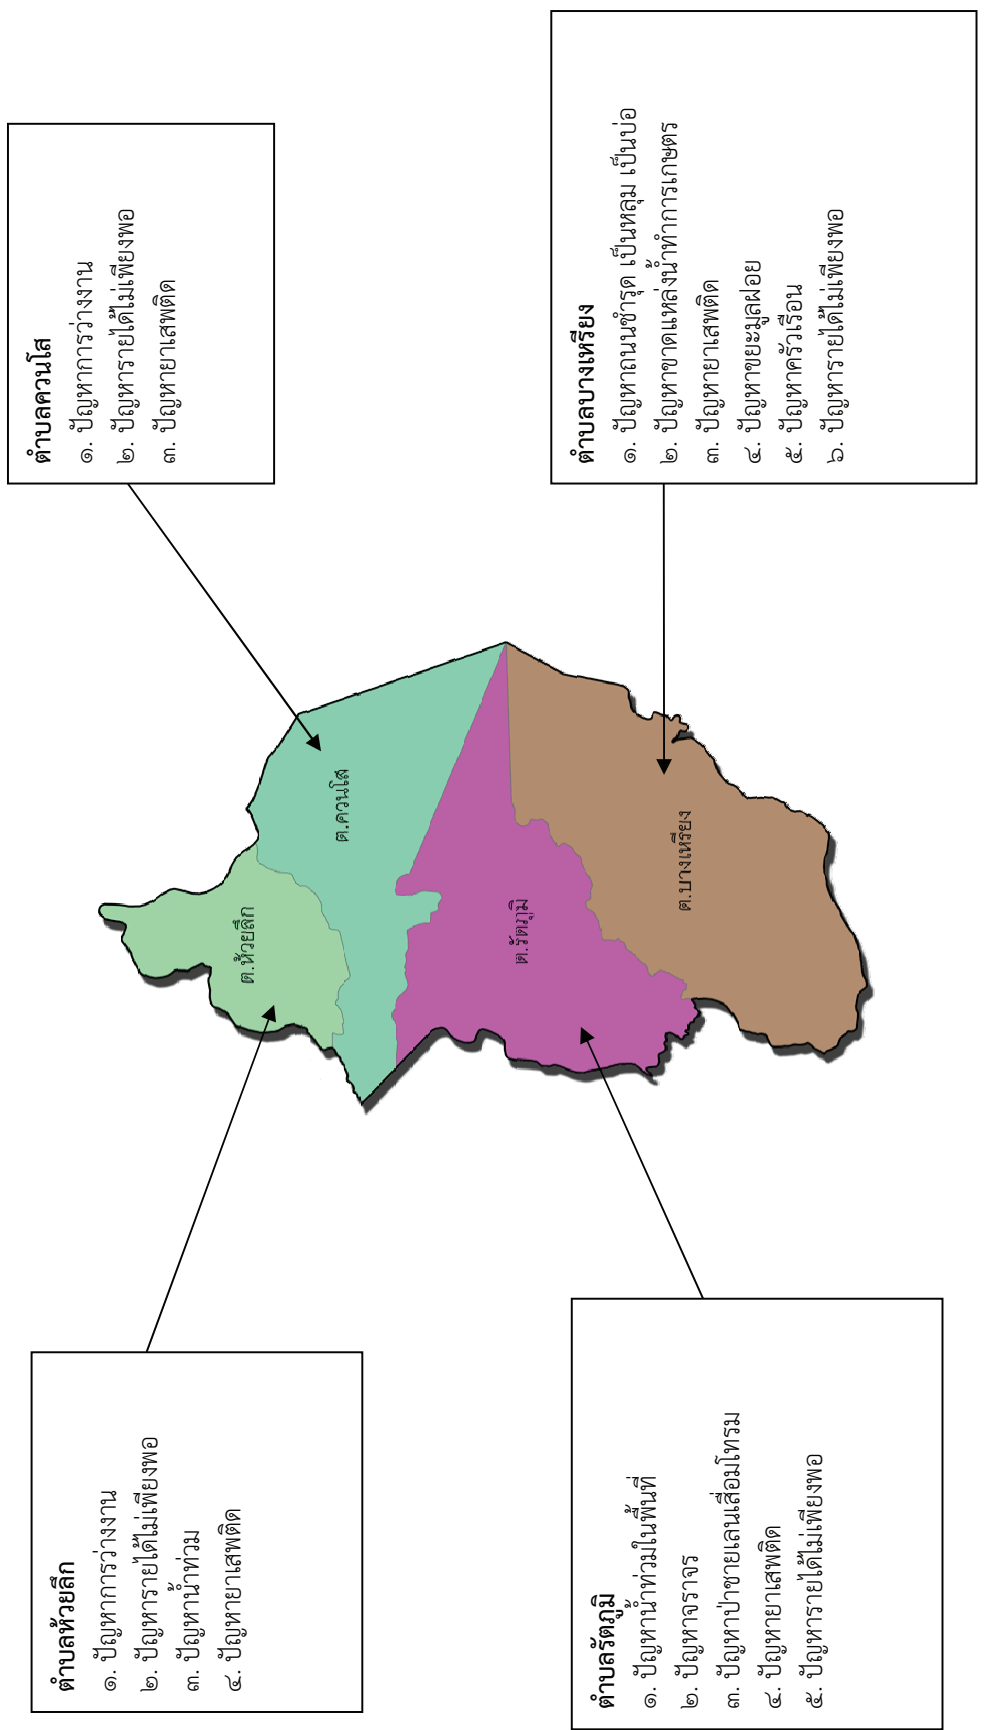 ตำบลห้วยลึก
๑. ปัญหาการว่างงาน
๒. ปัญหารายได้ไม่เพียงพอ
๓. ปัญหาน้ำท่วม
๔. ปัญหายาเสพติด
ตำบลควนโส
๑. ปัญหาการว่างงาน
๒. ปัญหารายได้ไม่เพียงพอ
๓. ปัญหายาเสพติด
ต.ห้วยลึก
ต.ควนโส
ต.รัตภูมิ
ต.บางเหรียง
ตำบลรัตภูมิ
๑. ปัญหาน้ำท่วมในพื้นที่
๒. ปัญหาจราจร
๓. ปัญหาป่าชายเลนเสื่อมโทรม
๔. ปัญหายาเสพติด
๕. ปัญหารายได้ไม่เพียงพอ
ตำบลบางเหรียง
๑. ปัญหาถนนชำรุด เป็นหลุม เป็นบ่อ
๒. ปัญหาขาดแหล่งน้ำทำการเกษตร
๓. ปัญหายาเสพติด
๔. ปัญหาขยะมูลฝอย
๕. ปัญหาครัวเรือน
๖. ปัญหารายได้ไม่เพียงพอ